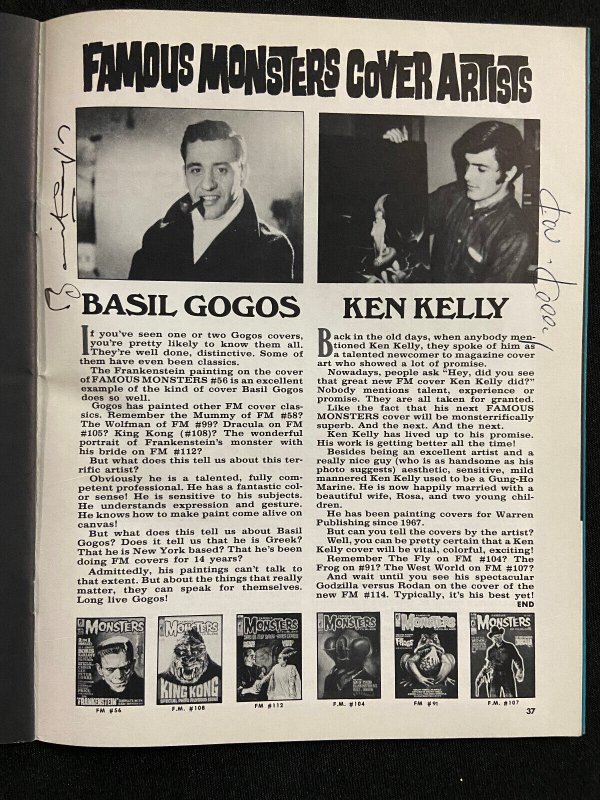 FAMOUS MONSTERS COVER ARTISTS
BASIL GOGOS
If you've seen one or two Gogos covers,
you're pretty likely to know them all.
They're well done, distinctive. Some of
them have even been classics.
The Frankenstein painting on the cover
of FAMOUS MONSTERS #56 is an excellent
example of the kind of cover Basil Gogos
does so well.
Gogos has painted other FM cover clas-
sics. Remember the Mummy of FM #58?
The Wolfman of FM #99? Dracula on FM
#105? King Kong (#108)? The wonderful
portrait of Frankenstein's monster with
his bride on FM #112?
But what does this tell us about this ter-
rific artist?
Obviously he is a talented, fully com-
petent professional. He has a fantastic col-
or sense! He is sensitive to his subjects.
He understands expression and gesture.
He knows how to make paint come alive on
canvas!
But what does this tell us about Basil
Gogos? Does it tell us that he is Greek?
That he is New York based? That he's been
doing FM covers for 14 years?
Admittedly, his paintings can't talk to
that extent. But about the things that really
matter, they can speak for themselves.
Long live Gogos!
KEN KELLY
Back in the old days, when anybody men-
tioned Ken Kelly, they spoke of him as
a talented newcomer to magazine cover
art who showed a lot of promise.
Nowadays, people ask "Hey, did you see
that great new FM cover Ken Kelly did?"
Nobody mentions talent, experience or
promise. They are all taken for granted.
Like the fact that his next FAMOUS
MONSTERS cover will be monsterrifically
superb. And the next. And the next.
Ken Kelly has lived up to his promise.
His work is getting better all the time!
Besides being an excellent artist and a
really nice guy (who is as handsome as his
photo suggests) aesthetic, sensitive, mild
mannered Ken Kelly used to be a Gung-Ho
Marine. He is now happily married with a
beautiful wife, Rosa, and two young chil-
dren.
He has been painting covers for Warren
Publishing since 1967.
But can you tell the covers by the artist?
Well, you can be pretty certain that a Ken
Kelly cover will be vital, colorful, exciting!
Remember The Fly on FM #104? The
Frog on #91? The West World on FM #107?
And wait until you see his spectacular
Godzilla versus Rodan on the cover of the
new FM #114. Typically, it's his best yet!
END
MONSTERS
FRANKENSTEIN
FM #56
MONSTERS
KING KONG
F.M. #108
MONSTERS
FM #112
MONSTERS
F.M. #104
MONSTERS
FROGS
FM #91
MONSTERS
F.M. #107
37